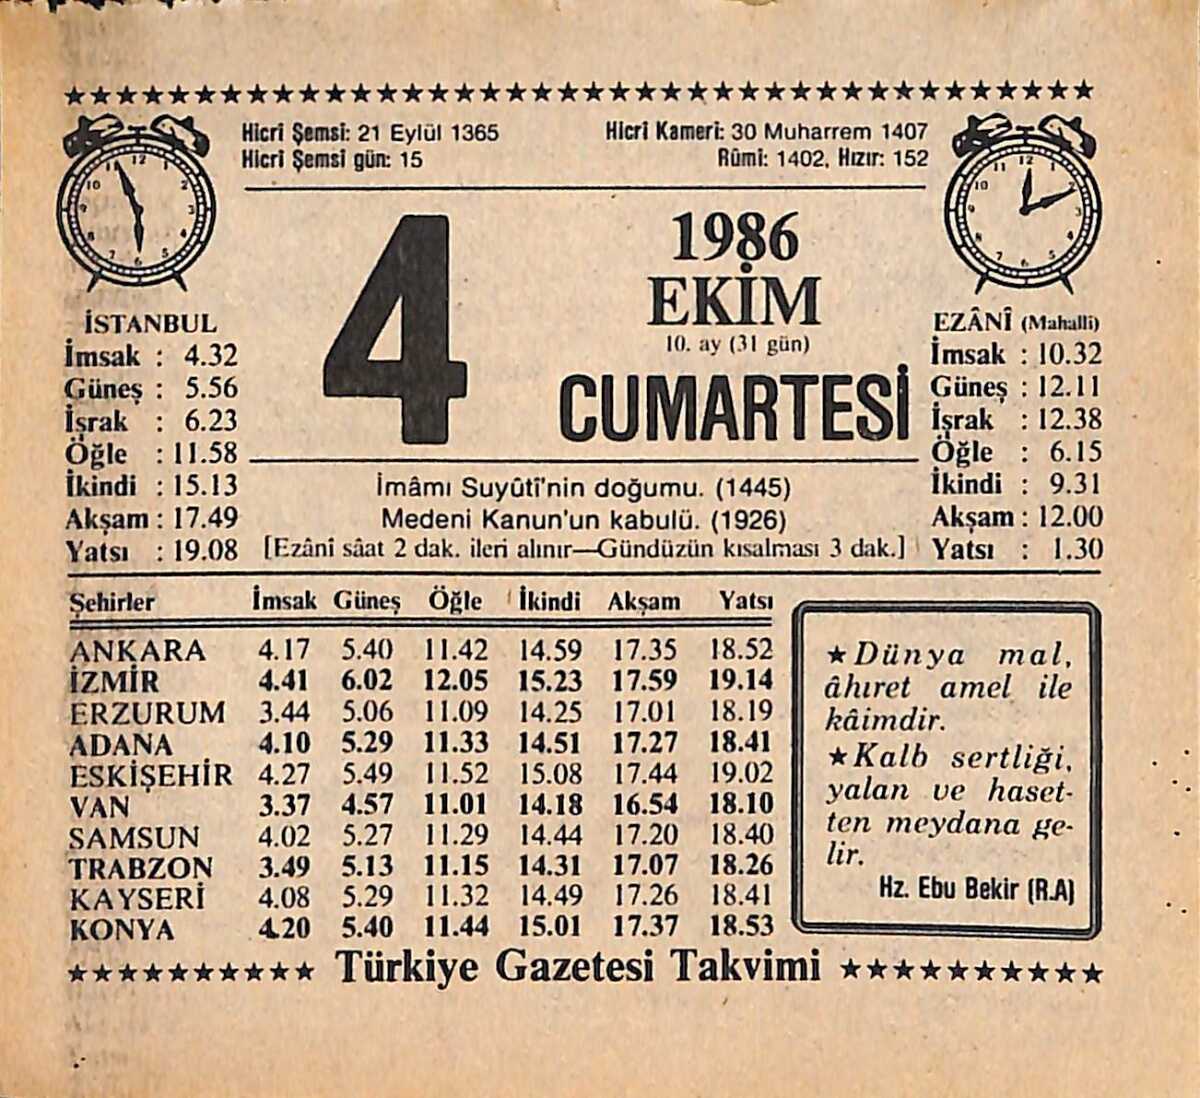 Hicrî Şemsî: 21 Eylül 1365
Hicrî Şemsî gün: 15
Hicrî Kamerî: 30 Muharrem 1407
Rûmî: 1402, Hızır: 152
4
1986
EKİM
10. ay (31 gün)
CUMARTESİ
İSTANBUL
İmsak : 4.32
Güneş : 5.56
İşrak : 6.23
Öğle : 11.58
İkindi : 15.13
Akşam : 17.49
Yatsı : 19.08
EZÂNÎ (Mahallî)
İmsak : 10.32
Güneş : 12.11
İşrak : 12.38
Öğle : 6.15
İkindi : 9.31
Akşam : 12.00
Yatsı : 1.30
İmâmı Suyûtî'nin doğumu. (1445)
Medeni Kanun'un kabulü. (1926)
[Ezânî sâat 2 dak. ileri alınır—Gündüzün kısalması 3 dak.]
Şehirler İmsak Güneş Öğle İkindi Akşam Yatsı
ANKARA 4.17 5.40 11.42 14.59 17.35 18.52
İZMİR 4.41 6.02 12.05 15.23 17.59 19.14
ERZURUM 3.44 5.06 11.09 14.25 17.01 18.19
ADANA 4.10 5.29 11.33 14.51 17.27 18.41
ESKİŞEHİR 4.27 5.49 11.52 15.08 17.44 19.02
VAN 3.37 4.57 11.01 14.18 16.54 18.10
SAMSUN 4.02 5.27 11.29 14.44 17.20 18.40
TRABZON 3.49 5.13 11.15 14.31 17.07 18.26
KAYSERİ 4.08 5.29 11.32 14.49 17.26 18.41
KONYA 4.20 5.40 11.44 15.01 17.37 18.53
★Dünya mal,
âhıret amel ile
kâimdir.
★Kalb sertliği,
yalan ve haset-
ten meydana ge-
lir.
Hz. Ebu Bekir (R.A)
Türkiye Gazetesi Takvimi